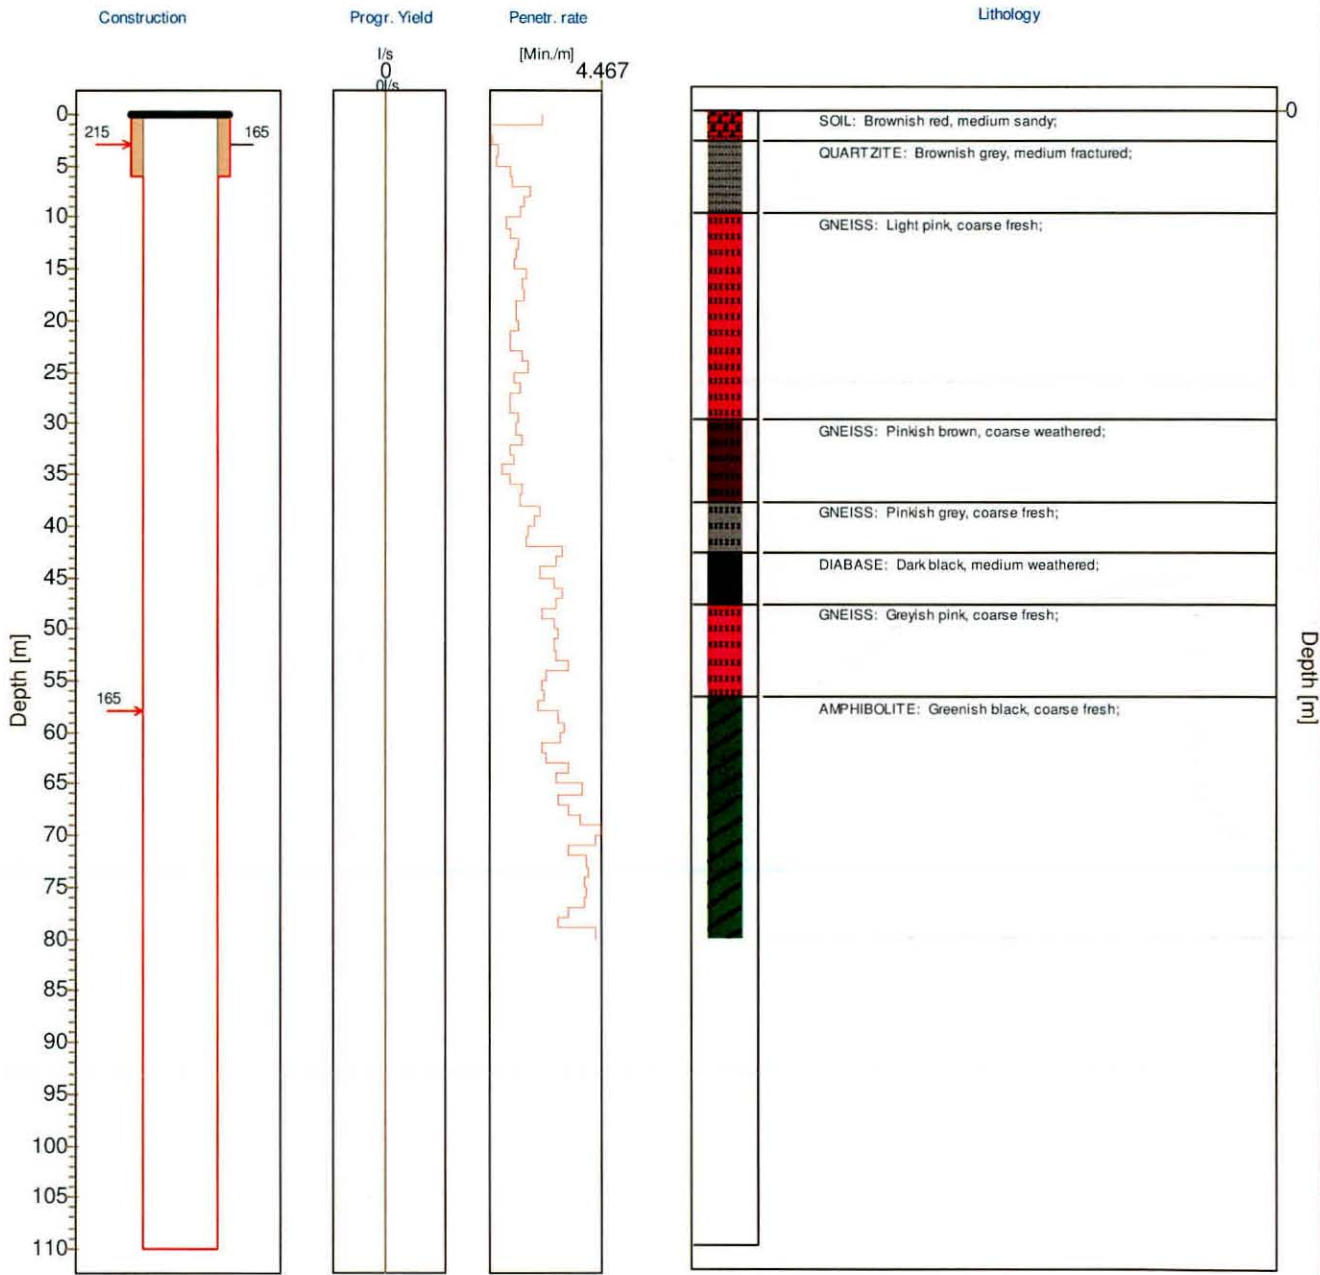 Construction
Progr. Yield
Penetr. rate
Lithology
l/s
0
0l/s
[Min./m]
4.467
0
5
10
15
20
25
30
35
40
45
50
55
60
65
70
75
80
85
90
95
100
105
110
Depth [m]
215
165
165
0
SOIL: Brownish red, medium sandy;
QUARTZITE: Brownish grey, medium fractured;
GNEISS: Light pink, coarse fresh;
GNEISS: Pinkish brown, coarse weathered;
GNEISS: Pinkish grey, coarse fresh;
DIABASE: Dark black, medium weathered;
GNEISS: Greyish pink, coarse fresh;
AMPHIBOLITE: Greenish black, coarse fresh;
Depth [m]